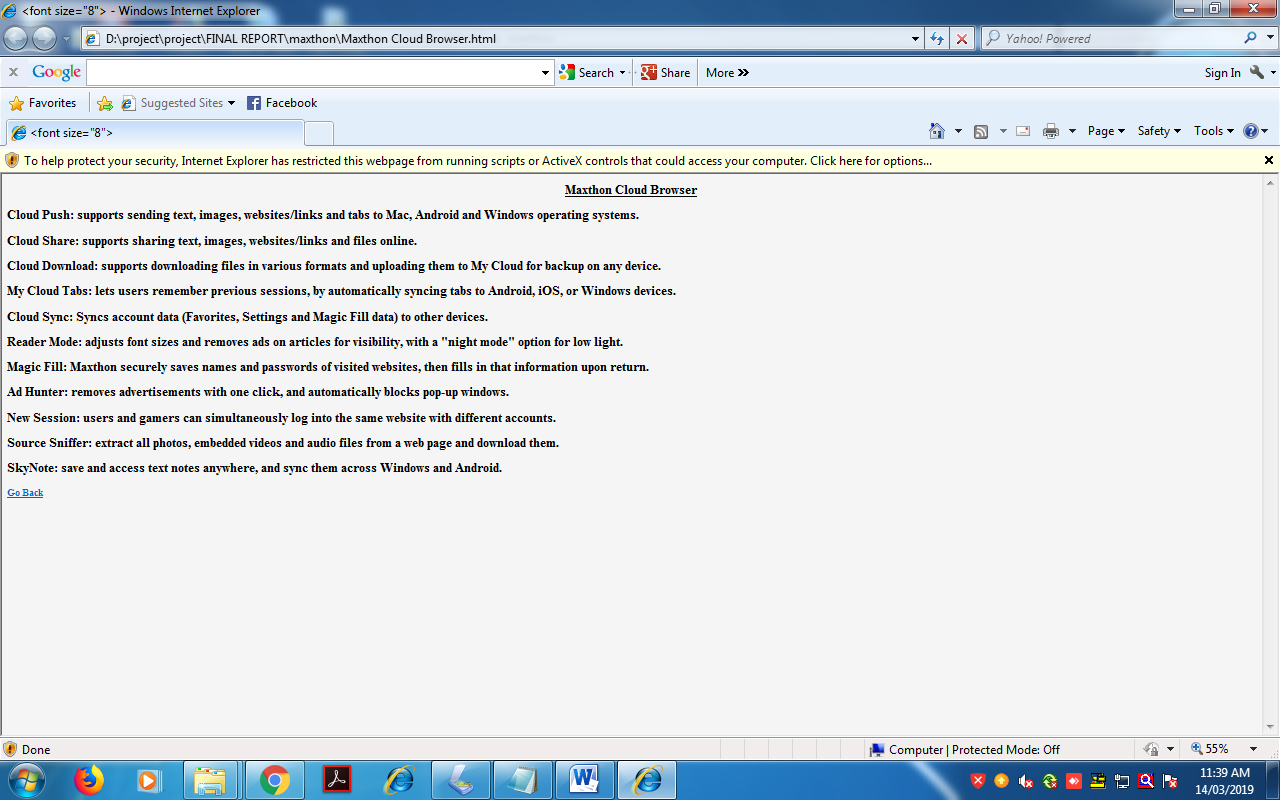 <font size="8"> - Windows Internet Explorer
D:\project\project\FINAL REPORT\maxthon\Maxthon Cloud Browser.html
Yahoo! Powered
x Google Search Share More » Sign In
Favorites Suggested Sites Facebook
<font size="8"> Page Safety Tools
To help protect your security, Internet Explorer has restricted this webpage from running scripts or ActiveX controls that could access your computer. Click here for options...
Maxthon Cloud Browser
Cloud Push: supports sending text, images, websites/links and tabs to Mac, Android and Windows operating systems.
Cloud Share: supports sharing text, images, websites/links and files online.
Cloud Download: supports downloading files in various formats and uploading them to My Cloud for backup on any device.
My Cloud Tabs: lets users remember previous sessions, by automatically syncing tabs to Android, iOS, or Windows devices.
Cloud Sync: Syncs account data (Favorites, Settings and Magic Fill data) to other devices.
Reader Mode: adjusts font sizes and removes ads on articles for visibility, with a "night mode" option for low light.
Magic Fill: Maxthon securely saves names and passwords of visited websites, then fills in that information upon return.
Ad Hunter: removes advertisements with one click, and automatically blocks pop-up windows.
New Session: users and gamers can simultaneously log into the same website with different accounts.
Source Sniffer: extract all photos, embedded videos and audio files from a web page and download them.
SkyNote: save and access text notes anywhere, and sync them across Windows and Android.
Go Back
Done Computer | Protected Mode: Off 55%
11:39 AM
14/03/2019